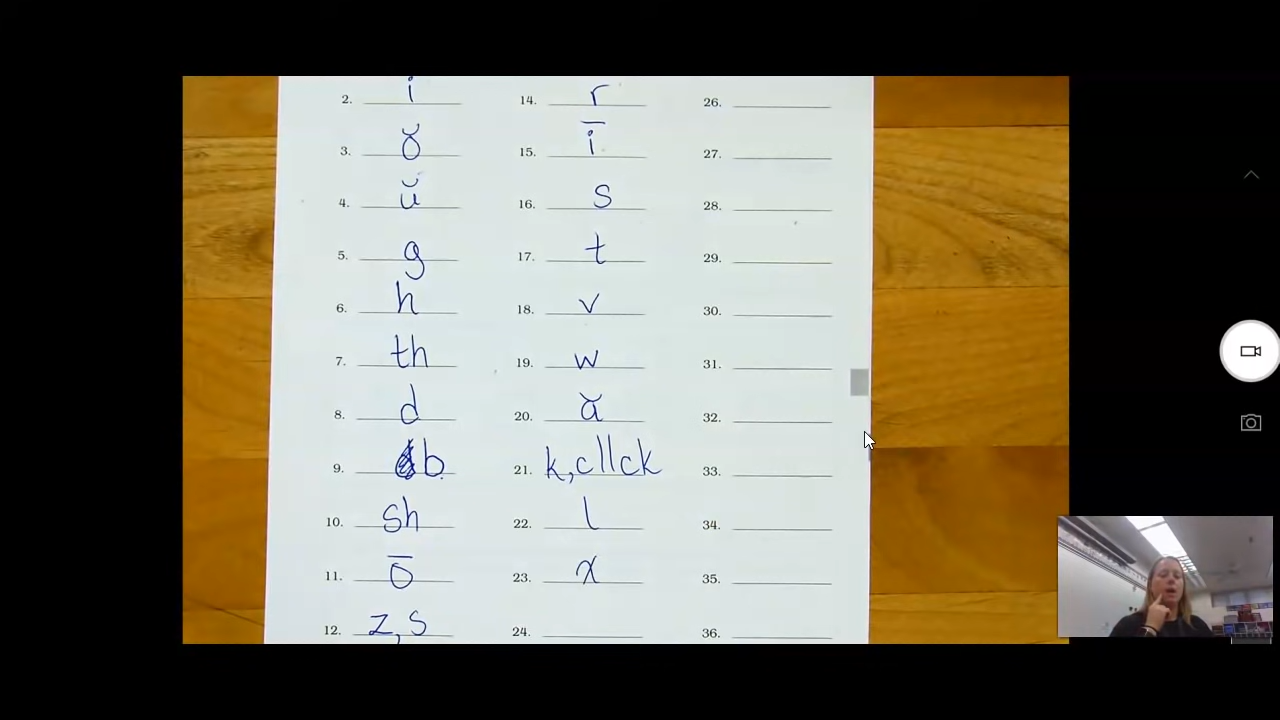 2. i
3. ŏ
4. ŭ
5. g
6. h
7. th
8. d
9. b
10. sh
11. ō
12. z, s
14. r
15. ī
16. s
17. t
18. v
19. w
20. ă
21. k, c||ck
22. l
23. x
24.
26.
27.
28.
29.
30.
31.
32.
33.
34.
35.
36.